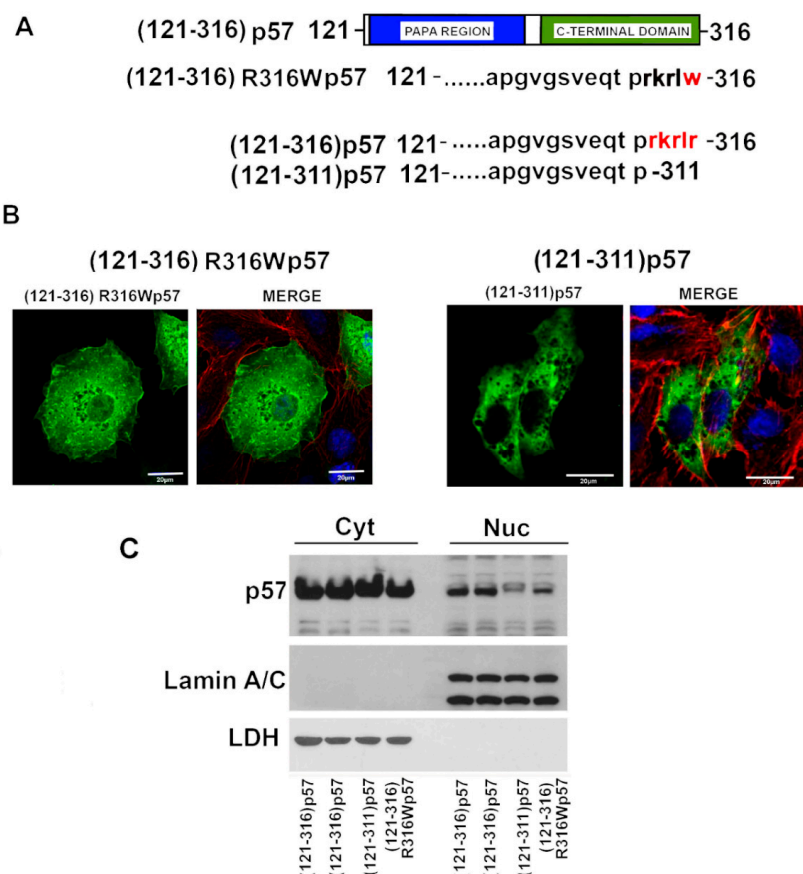 A
(121-316) p57 121- PAPA REGION C-TERMINAL DOMAIN -316
(121-316) R316Wp57 121 -......apgvgsveqt prkrlw -316
(121-316)p57 121- .....apgvgsveqt prkrlr -316
(121-311)p57 121-.....apgvgsveqt p -311
B
(121-316) R316Wp57 (121-311)p57
(121-316) R316Wp57 MERGE (121-311)p57 MERGE
20µm 20µm 20µm 20µm
C
Cyt Nuc
p57
Lamin A/C
LDH
(121-316)p57
(121-316)p57
(121-311)p57
(121-316)
R316Wp57
(121-316)p57
(121-316)p57
(121-311)p57
(121-316)
R316Wp57